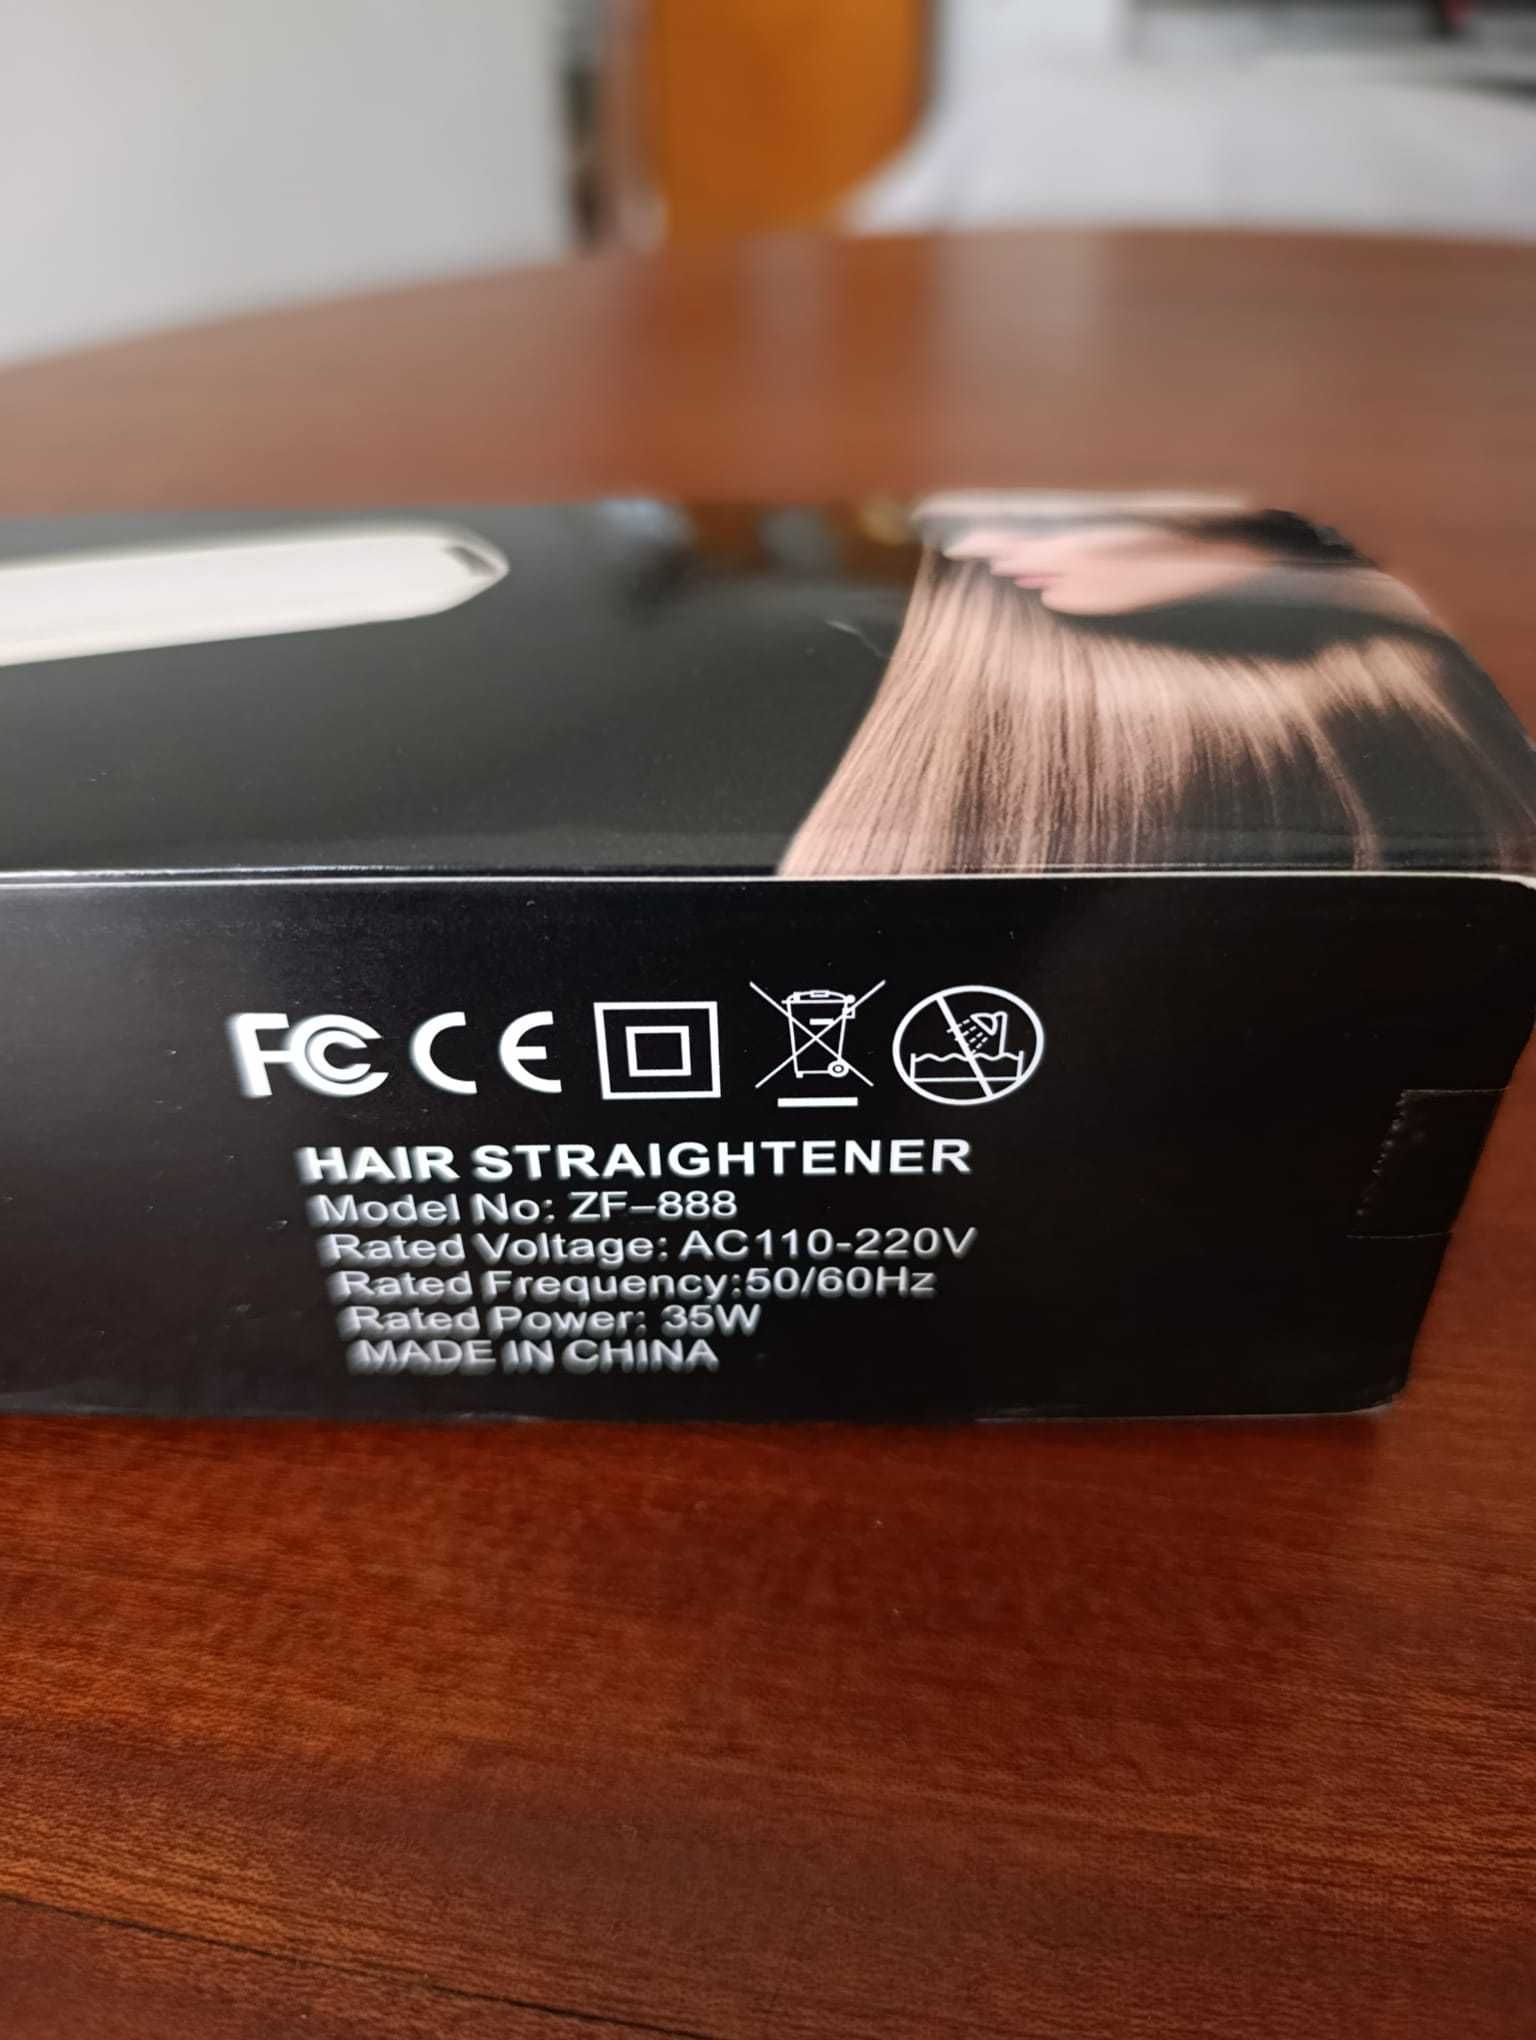 FC CE
HAIR STRAIGHTENER
Model No: ZF-888
Rated Voltage: AC110-220V
Rated Frequency:50/60Hz
Rated Power: 35W
MADE IN CHINA